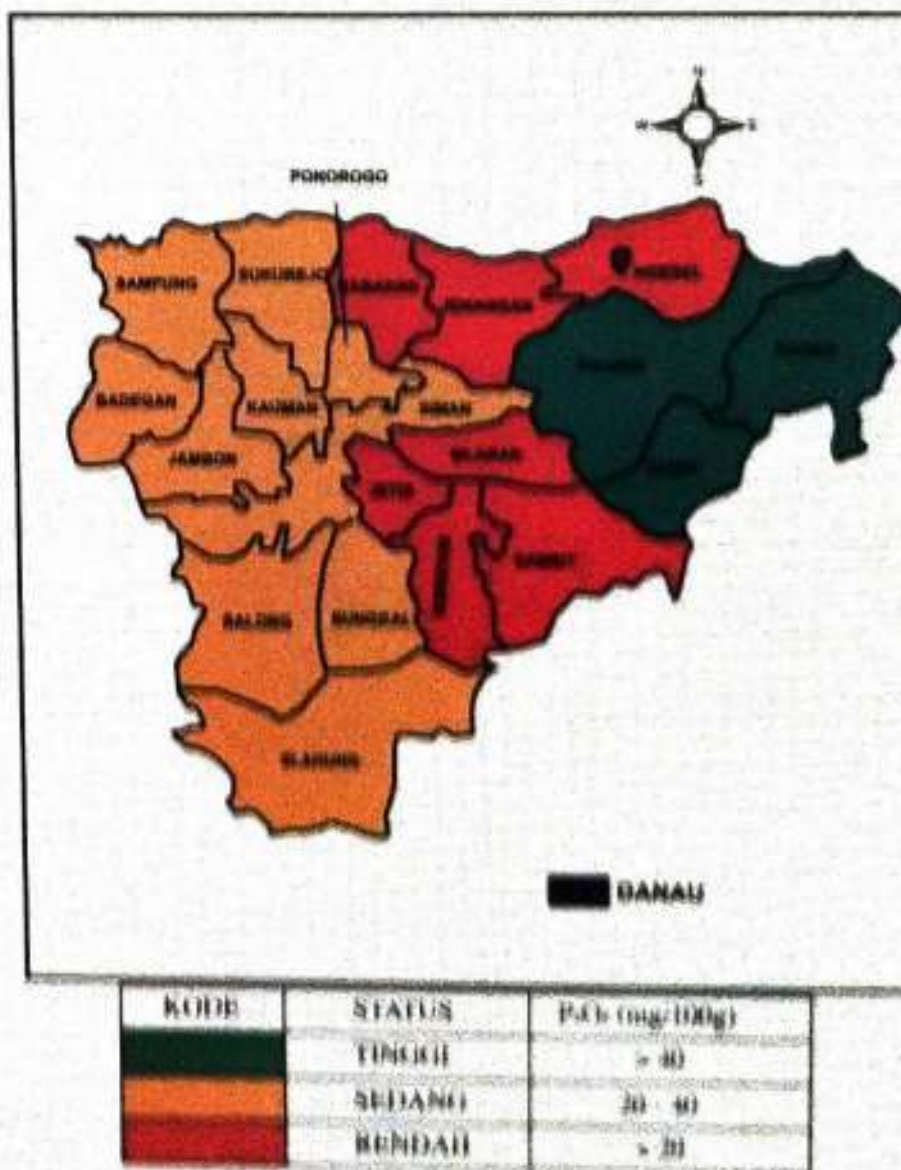 N
W E
S
PONOROGO
SAMPUNG
SUKOREJO
BABADAN
JENANGAN
NGEBEL
BADEGAN
KAUMAN
SIMAN
JAMBON
JETIS
SAWOO
BALONG
BUNGKAL
SLAHUNG
DANAU
KODE STATUS P₂O₅ (mg/100g)
TINGGI > 40
SEDANG 20 - 40
RENDAH > 20